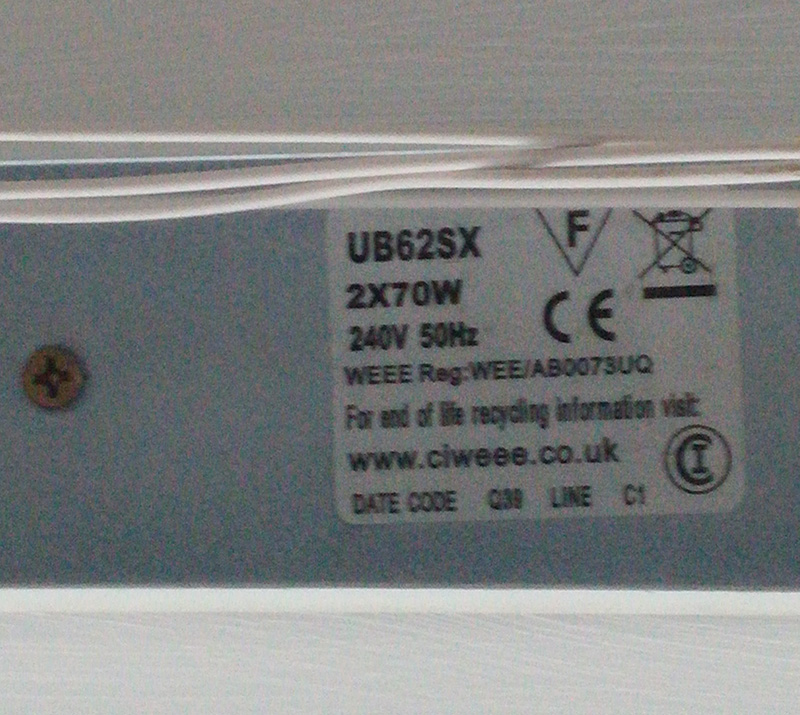 UB62SX
F
2X70W
CE
240V 50Hz
WEEE Reg:WEE/AB0073UQ
For end of life recycling information visit:
www.ciweee.co.uk
DATE CODE Q39 LINE C1